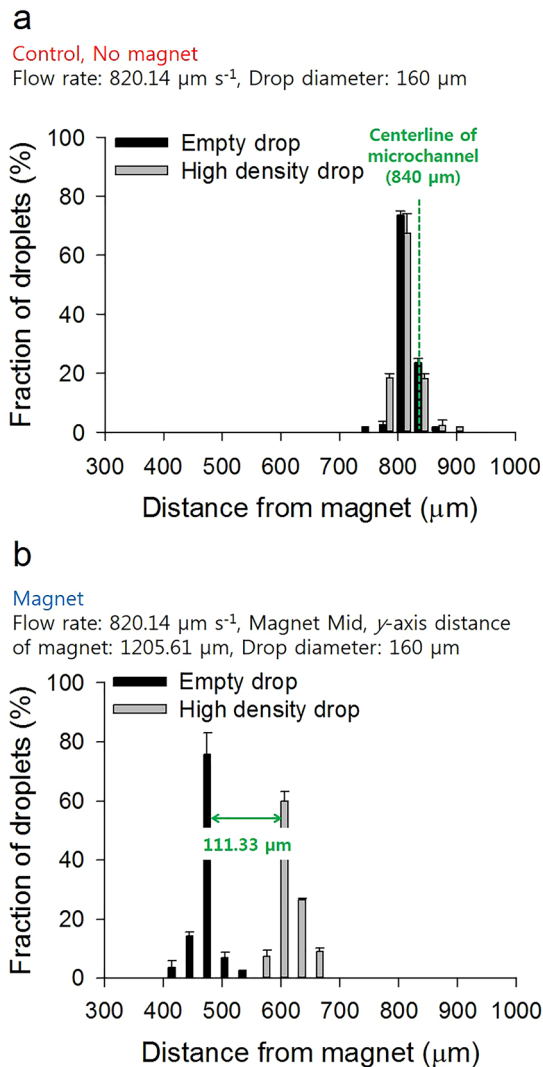 a
Control, No magnet
Flow rate: 820.14 μm s⁻¹, Drop diameter: 160 μm
100
80
60
40
20
0
Fraction of droplets (%)
Empty drop
High density drop
Centerline of
microchannel
(840 μm)
300 400 500 600 700 800 900 1000
Distance from magnet (μm)
b
Magnet
Flow rate: 820.14 μm s⁻¹, Magnet Mid, y-axis distance
of magnet: 1205.61 μm, Drop diameter: 160 μm
100
80
60
40
20
0
Fraction of droplets (%)
Empty drop
High density drop
111.33 μm
300 400 500 600 700 800 900 1000
Distance from magnet (μm)